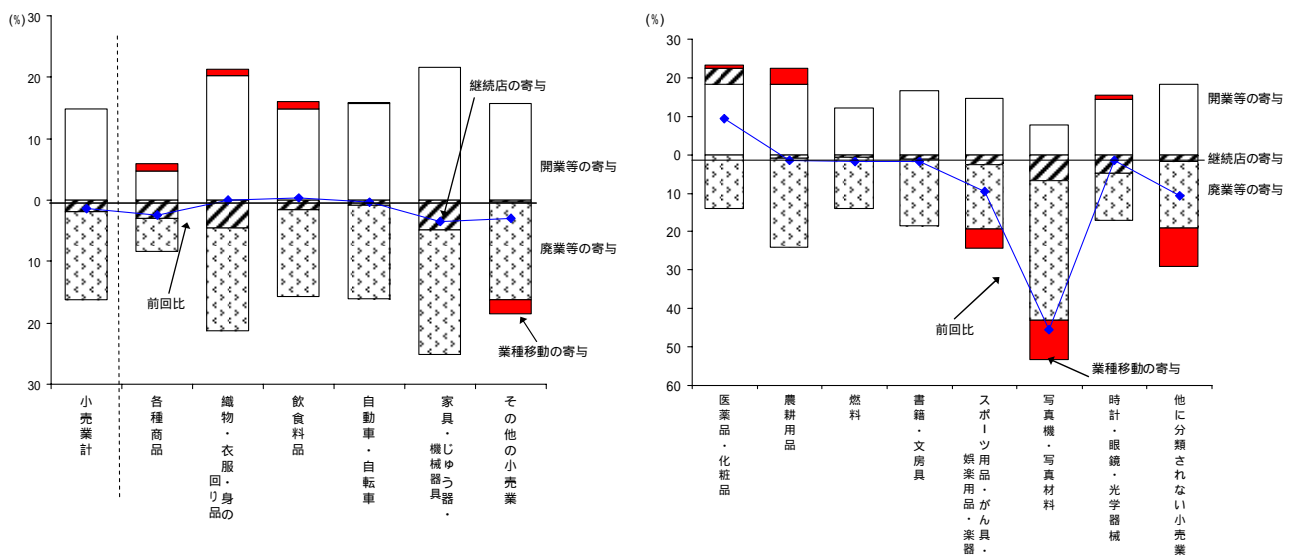 (%)
30
20
10
0
10
20
30
継続店の寄与
開業等の寄与
廃業等の寄与
前回比
業種移動の寄与
小売業計
各種商品
織物・衣服・身の
回り品
飲食料品
自動車・自転車
家具・じゅう器・
機械器具
その他の小売業
(%)
30
20
10
0
10
20
30
40
50
60
開業等の寄与
継続店の寄与
廃業等の寄与
前回比
業種移動の寄与
医薬品・化粧品
農耕用品
燃料
書籍・文房具
スポーツ用品・がん具・
娯楽用品・楽器
写真機・写真材料
時計・眼鏡・光学器械
他に分類されない小売業